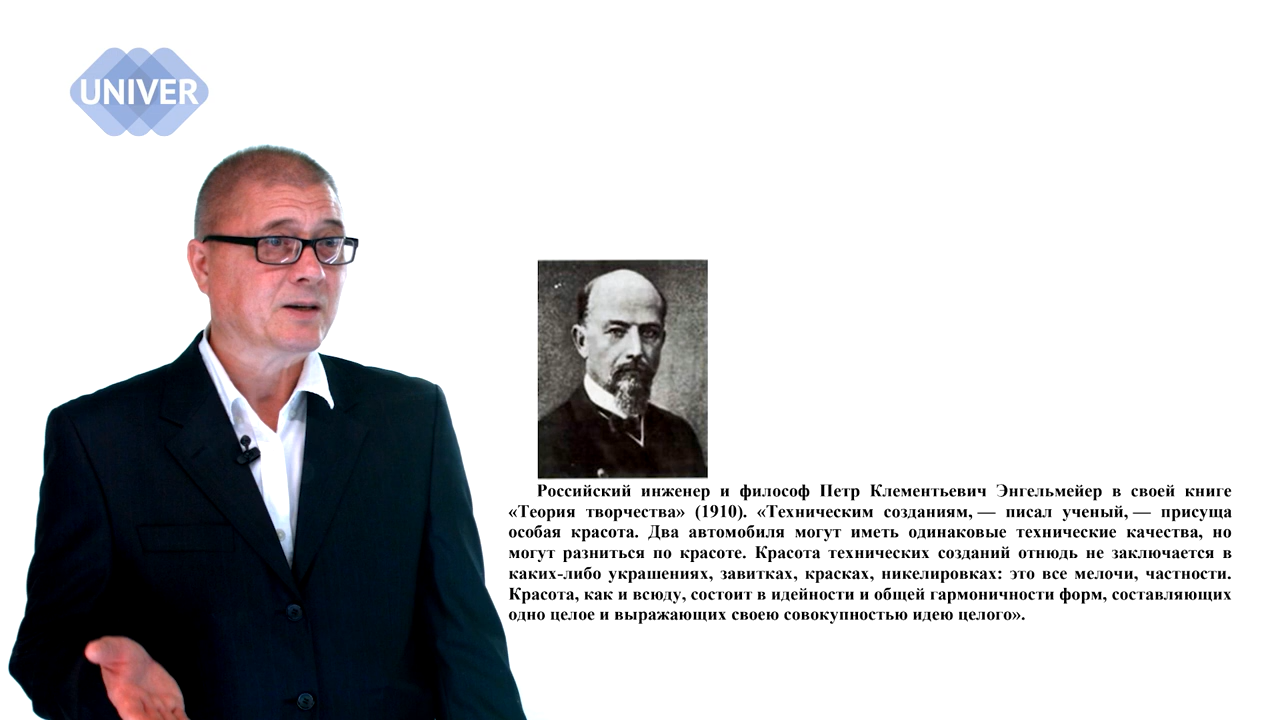 UNIVER
Российский инженер и философ Петр Клементьевич Энгельмейер в своей книге
«Теория творчества» (1910). «Техническим созданиям, — писал ученый, — присуща
особая красота. Два автомобиля могут иметь одинаковые технические качества, но
могут разниться по красоте. Красота технических созданий отнюдь не заключается в
каких-либо украшениях, завитках, красках, никелировках: это все мелочи, частности.
Красота, как и всюду, состоит в идейности и общей гармоничности форм, составляющих
одно целое и выражающих своею совокупностью идею целого».